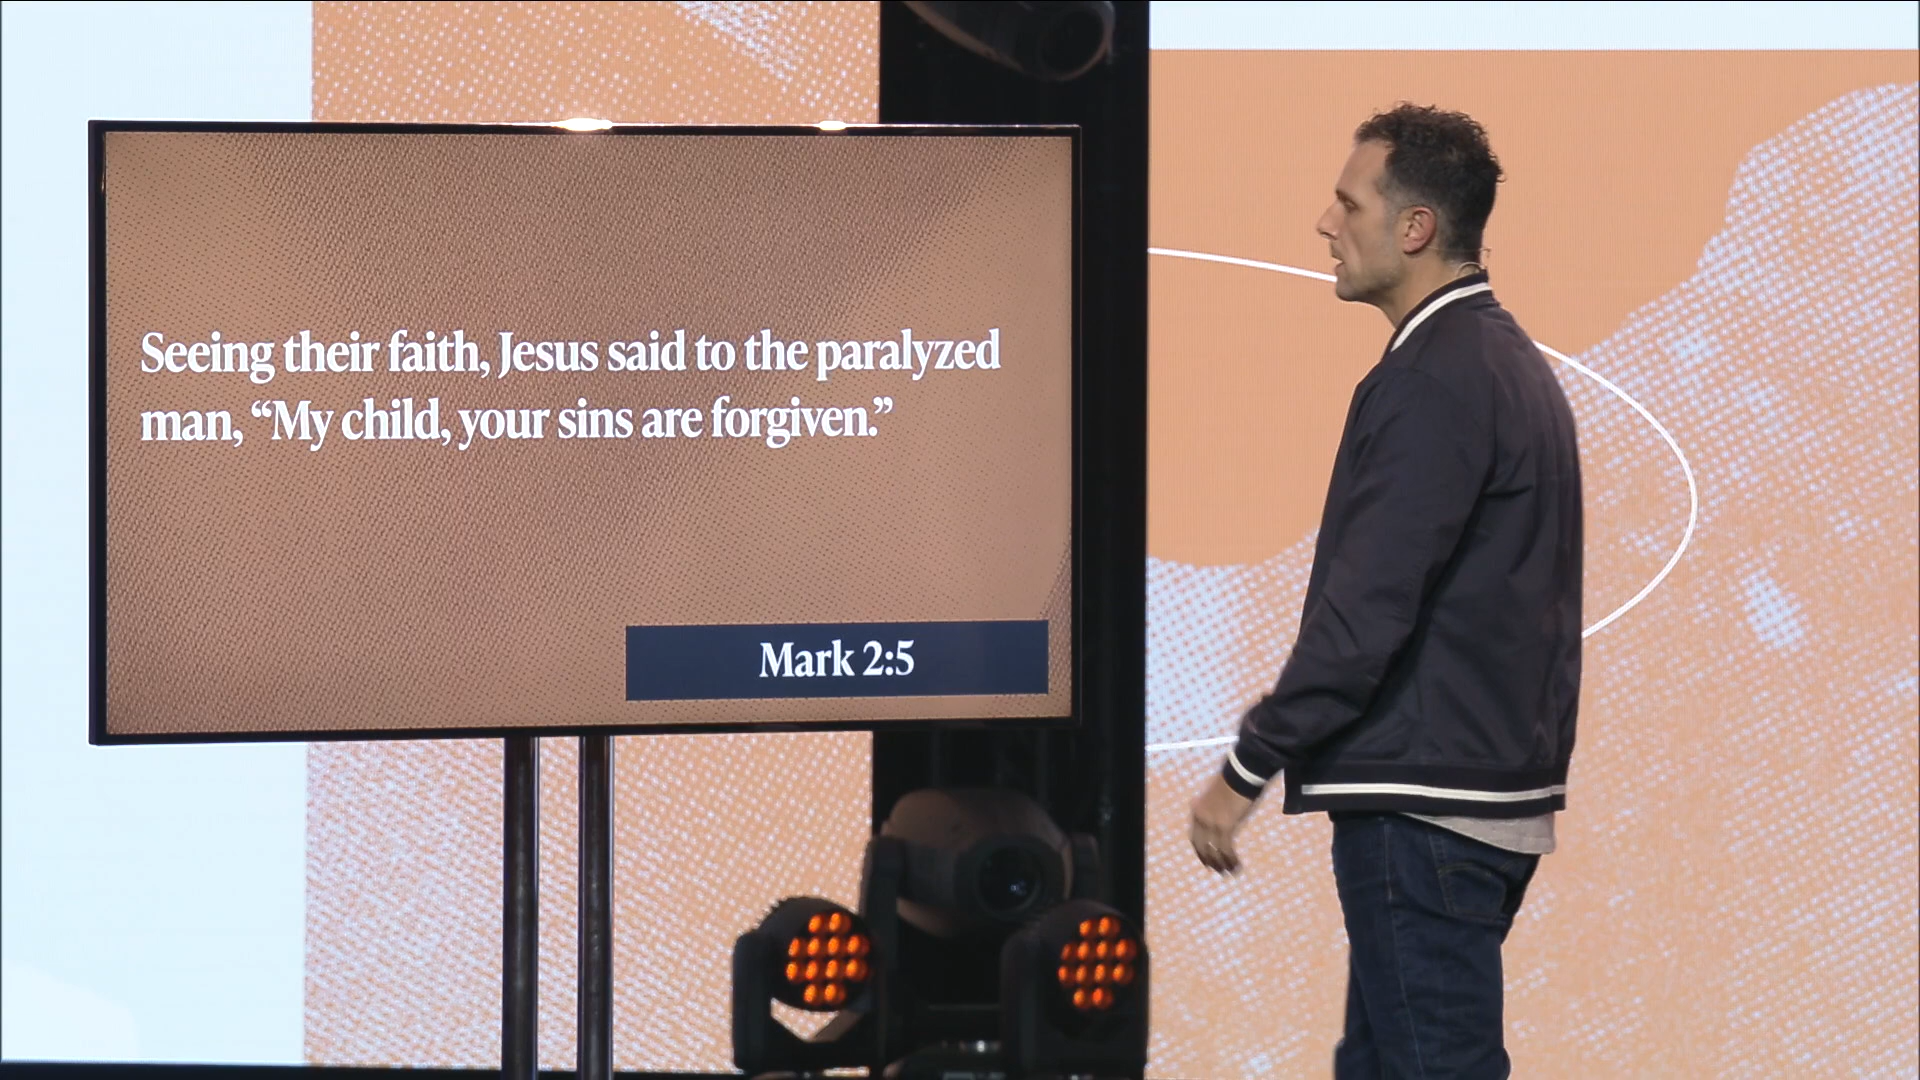 Seeing their faith, Jesus said to the paralyzed
man, “My child, your sins are forgiven.”
Mark 2:5